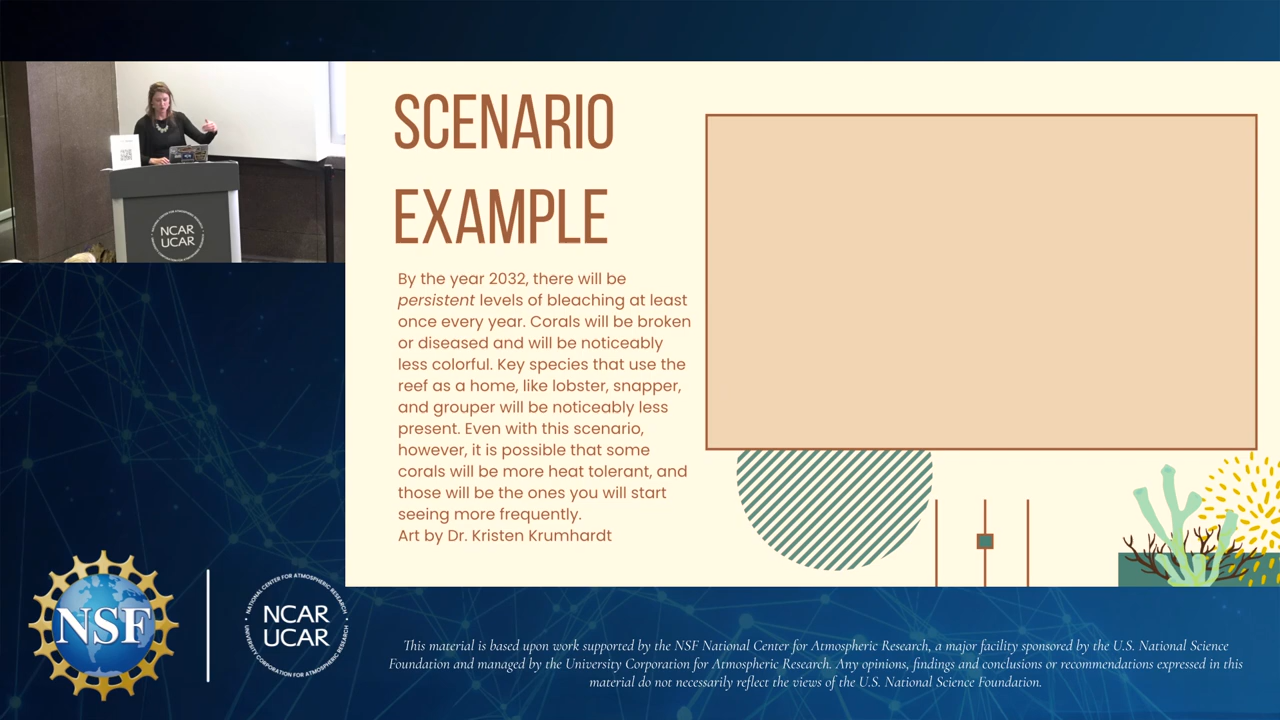 SCENARIO
EXAMPLE
By the year 2032, there will be
persistent levels of bleaching at least
once every year. Corals will be broken
or diseased and will be noticeably
less colorful. Key species that use the
reef as a home, like lobster, snapper,
and grouper will be noticeably less
present. Even with this scenario,
however, it is possible that some
corals will be more heat tolerant, and
those will be the ones you will start
seeing more frequently.
Art by Dr. Kristen Krumhardt
NCAR
UCAR
NSF
NATIONAL CENTER FOR ATMOSPHERIC RESEARCH
NCAR
UCAR
UNIVERSITY CORPORATION FOR ATMOSPHERIC RESEARCH
This material is based upon work supported by the NSF National Center for Atmospheric Research, a major facility sponsored by the U.S. National Science
Foundation and managed by the University Corporation for Atmospheric Research. Any opinions, findings and conclusions or recommendations expressed in this
material do not necessarily reflect the views of the U.S. National Science Foundation.